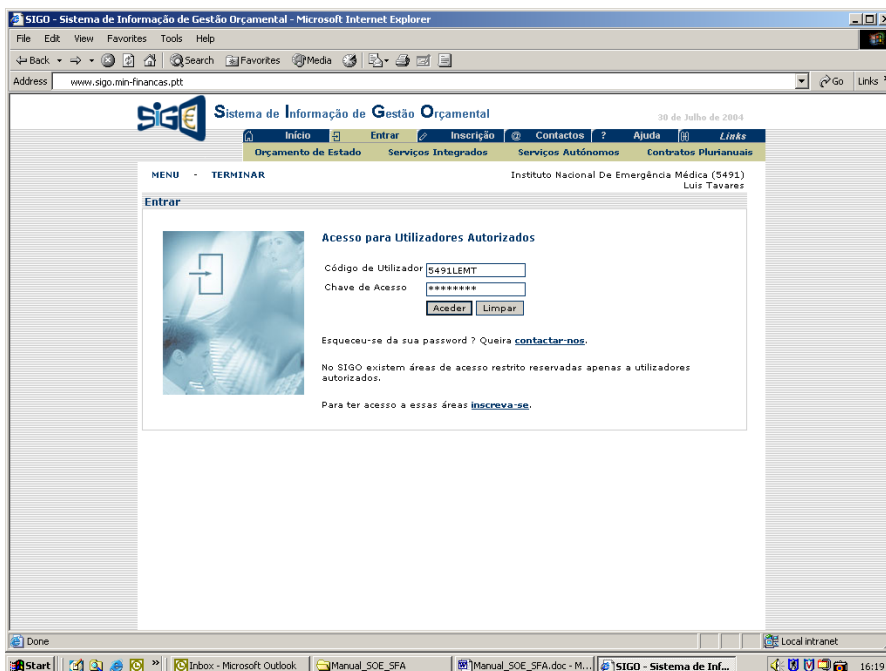 SIGO - Sistema de Informação de Gestão Orçamental - Microsoft Internet Explorer
File Edit View Favorites Tools Help
Back Search Favorites Media
Address www.sigo.min-financas.ptt Go Links
SIG€ Sistema de Informação de Gestão Orçamental 30 de Julho de 2004
Início Entrar Inscrição @ Contactos ? Ajuda Links
Orçamento de Estado Serviços Integrados Serviços Autónomos Contratos Plurianuais
MENU - TERMINAR Instituto Nacional De Emergência Médica (5491)
Luis Tavares
Entrar
Acesso para Utilizadores Autorizados
Código de Utilizador 5491LEMT
Chave de Acesso ********
Aceder Limpar
Esqueceu-se da sua password ? Queira contactar-nos.
No SIGO existem áreas de acesso restrito reservadas apenas a utilizadores
autorizados.
Para ter acesso a essas áreas inscreva-se.
Done Local intranet
Start » Inbox - Microsoft Outlook Manual_SOE_SFA Manual_SOE_SFA.doc - M... SIGO - Sistema de Inf... 16:19